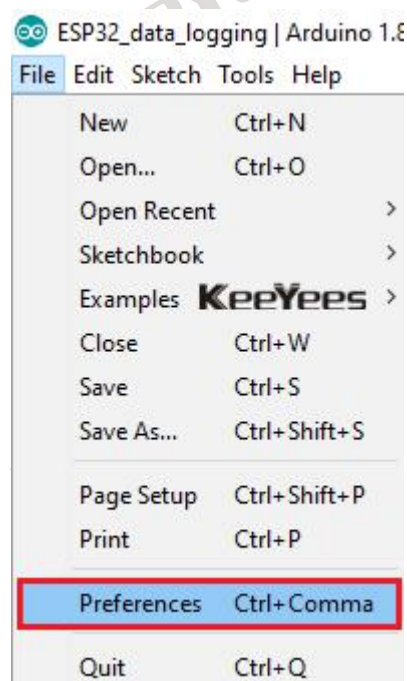 ESP32_data_logging | Arduino 1.8
File Edit Sketch Tools Help
New Ctrl+N
Open... Ctrl+O
Open Recent >
Sketchbook >
Examples KeeYees >
Close Ctrl+W
Save Ctrl+S
Save As... Ctrl+Shift+S
Page Setup Ctrl+Shift+P
Print Ctrl+P
Preferences Ctrl+Comma
Quit Ctrl+Q